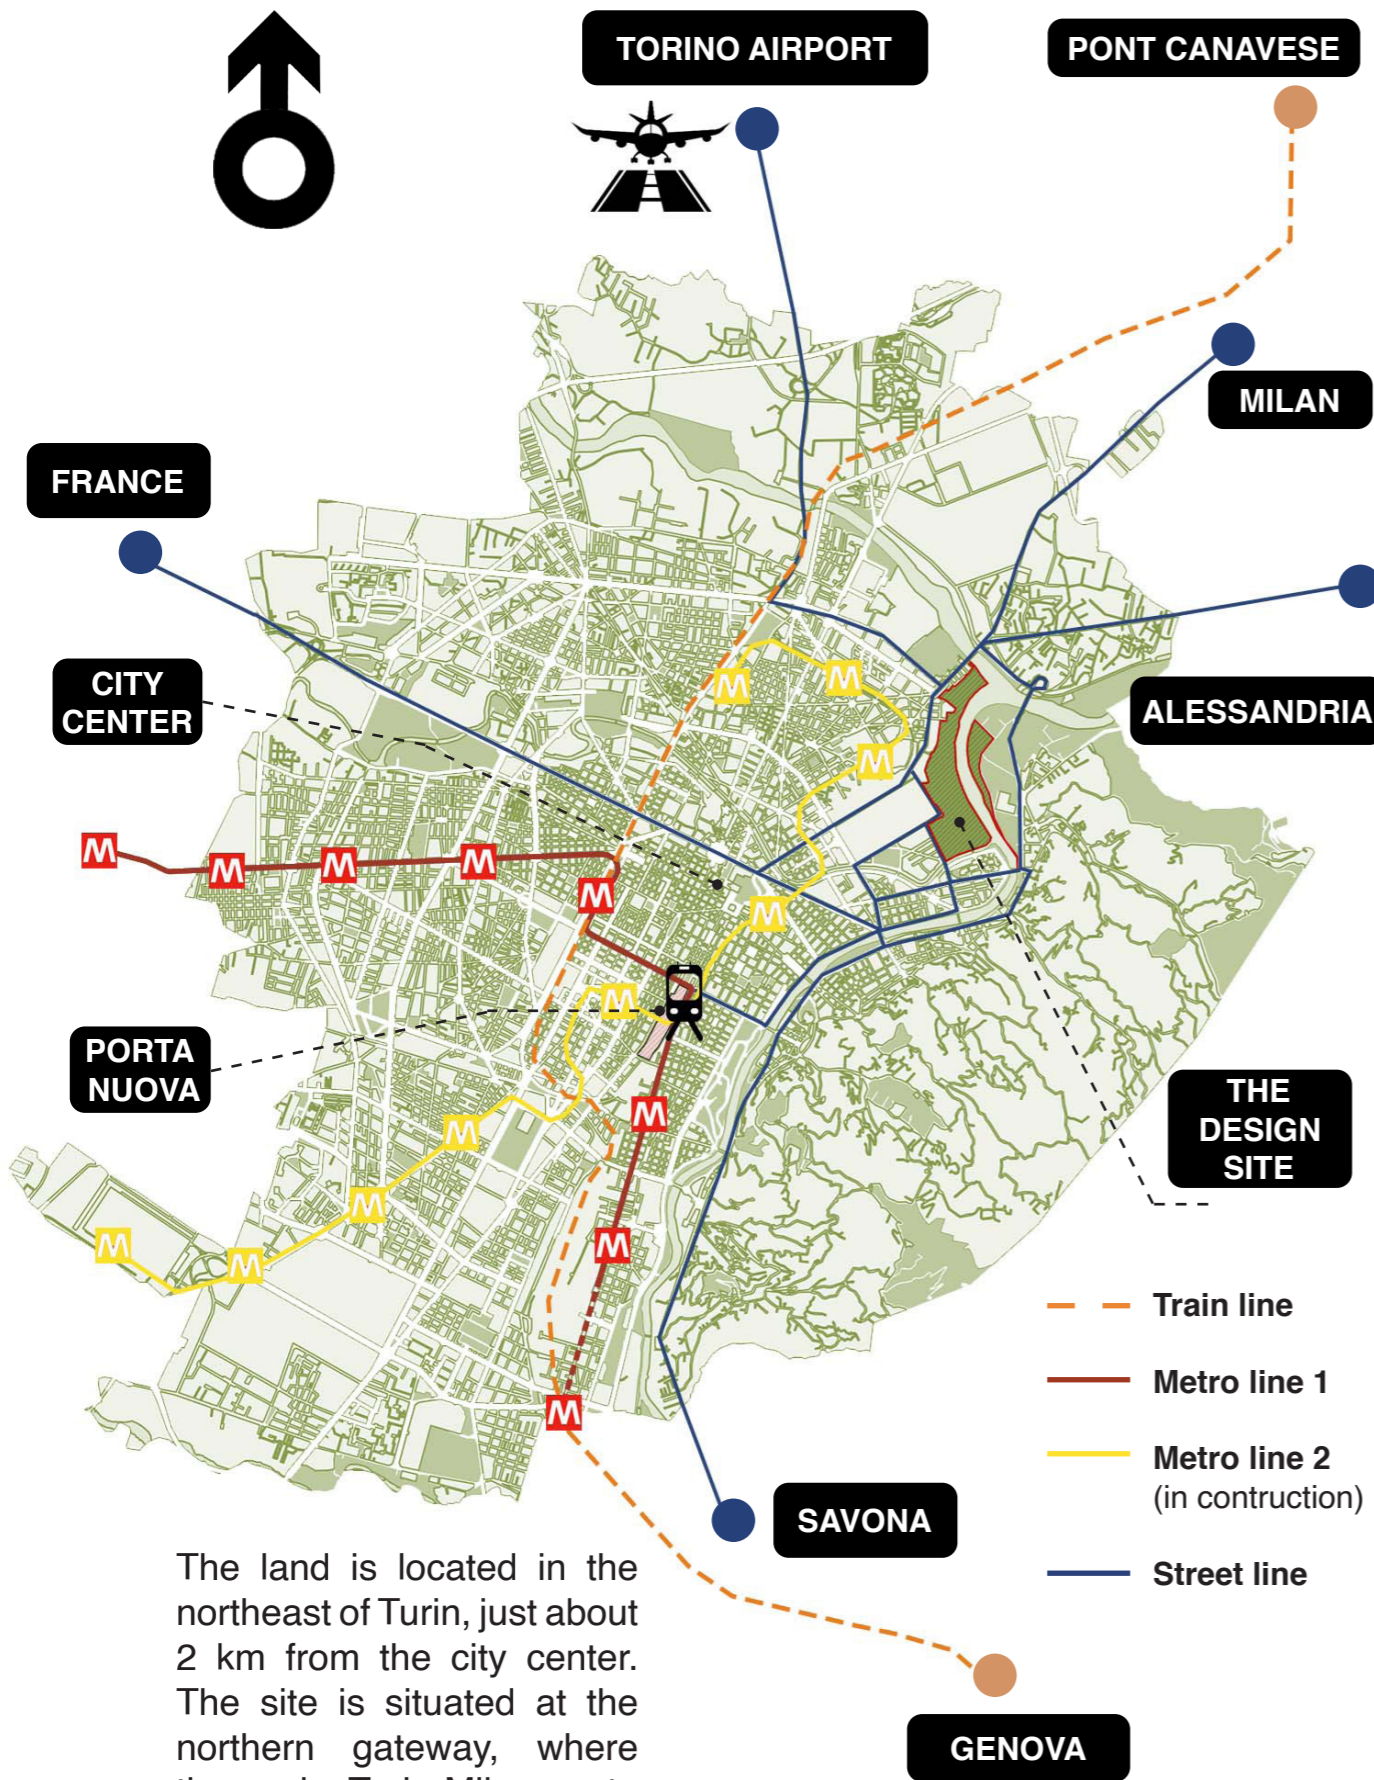 TORINO AIRPORT
PONT CANAVESE
MILAN
FRANCE
CITY
CENTER
ALESSANDRIA
M
M
M
M
M
M
M
M
M
M
PORTA
NUOVA
THE
DESIGN
SITE
M
M
M
M
M
M
M
Train line
Metro line 1
Metro line 2
(in contruction)
Street line
SAVONA
The land is located in the
northeast of Turin, just about
2 km from the city center.
The site is situated at the
northern gateway, where
GENOVA